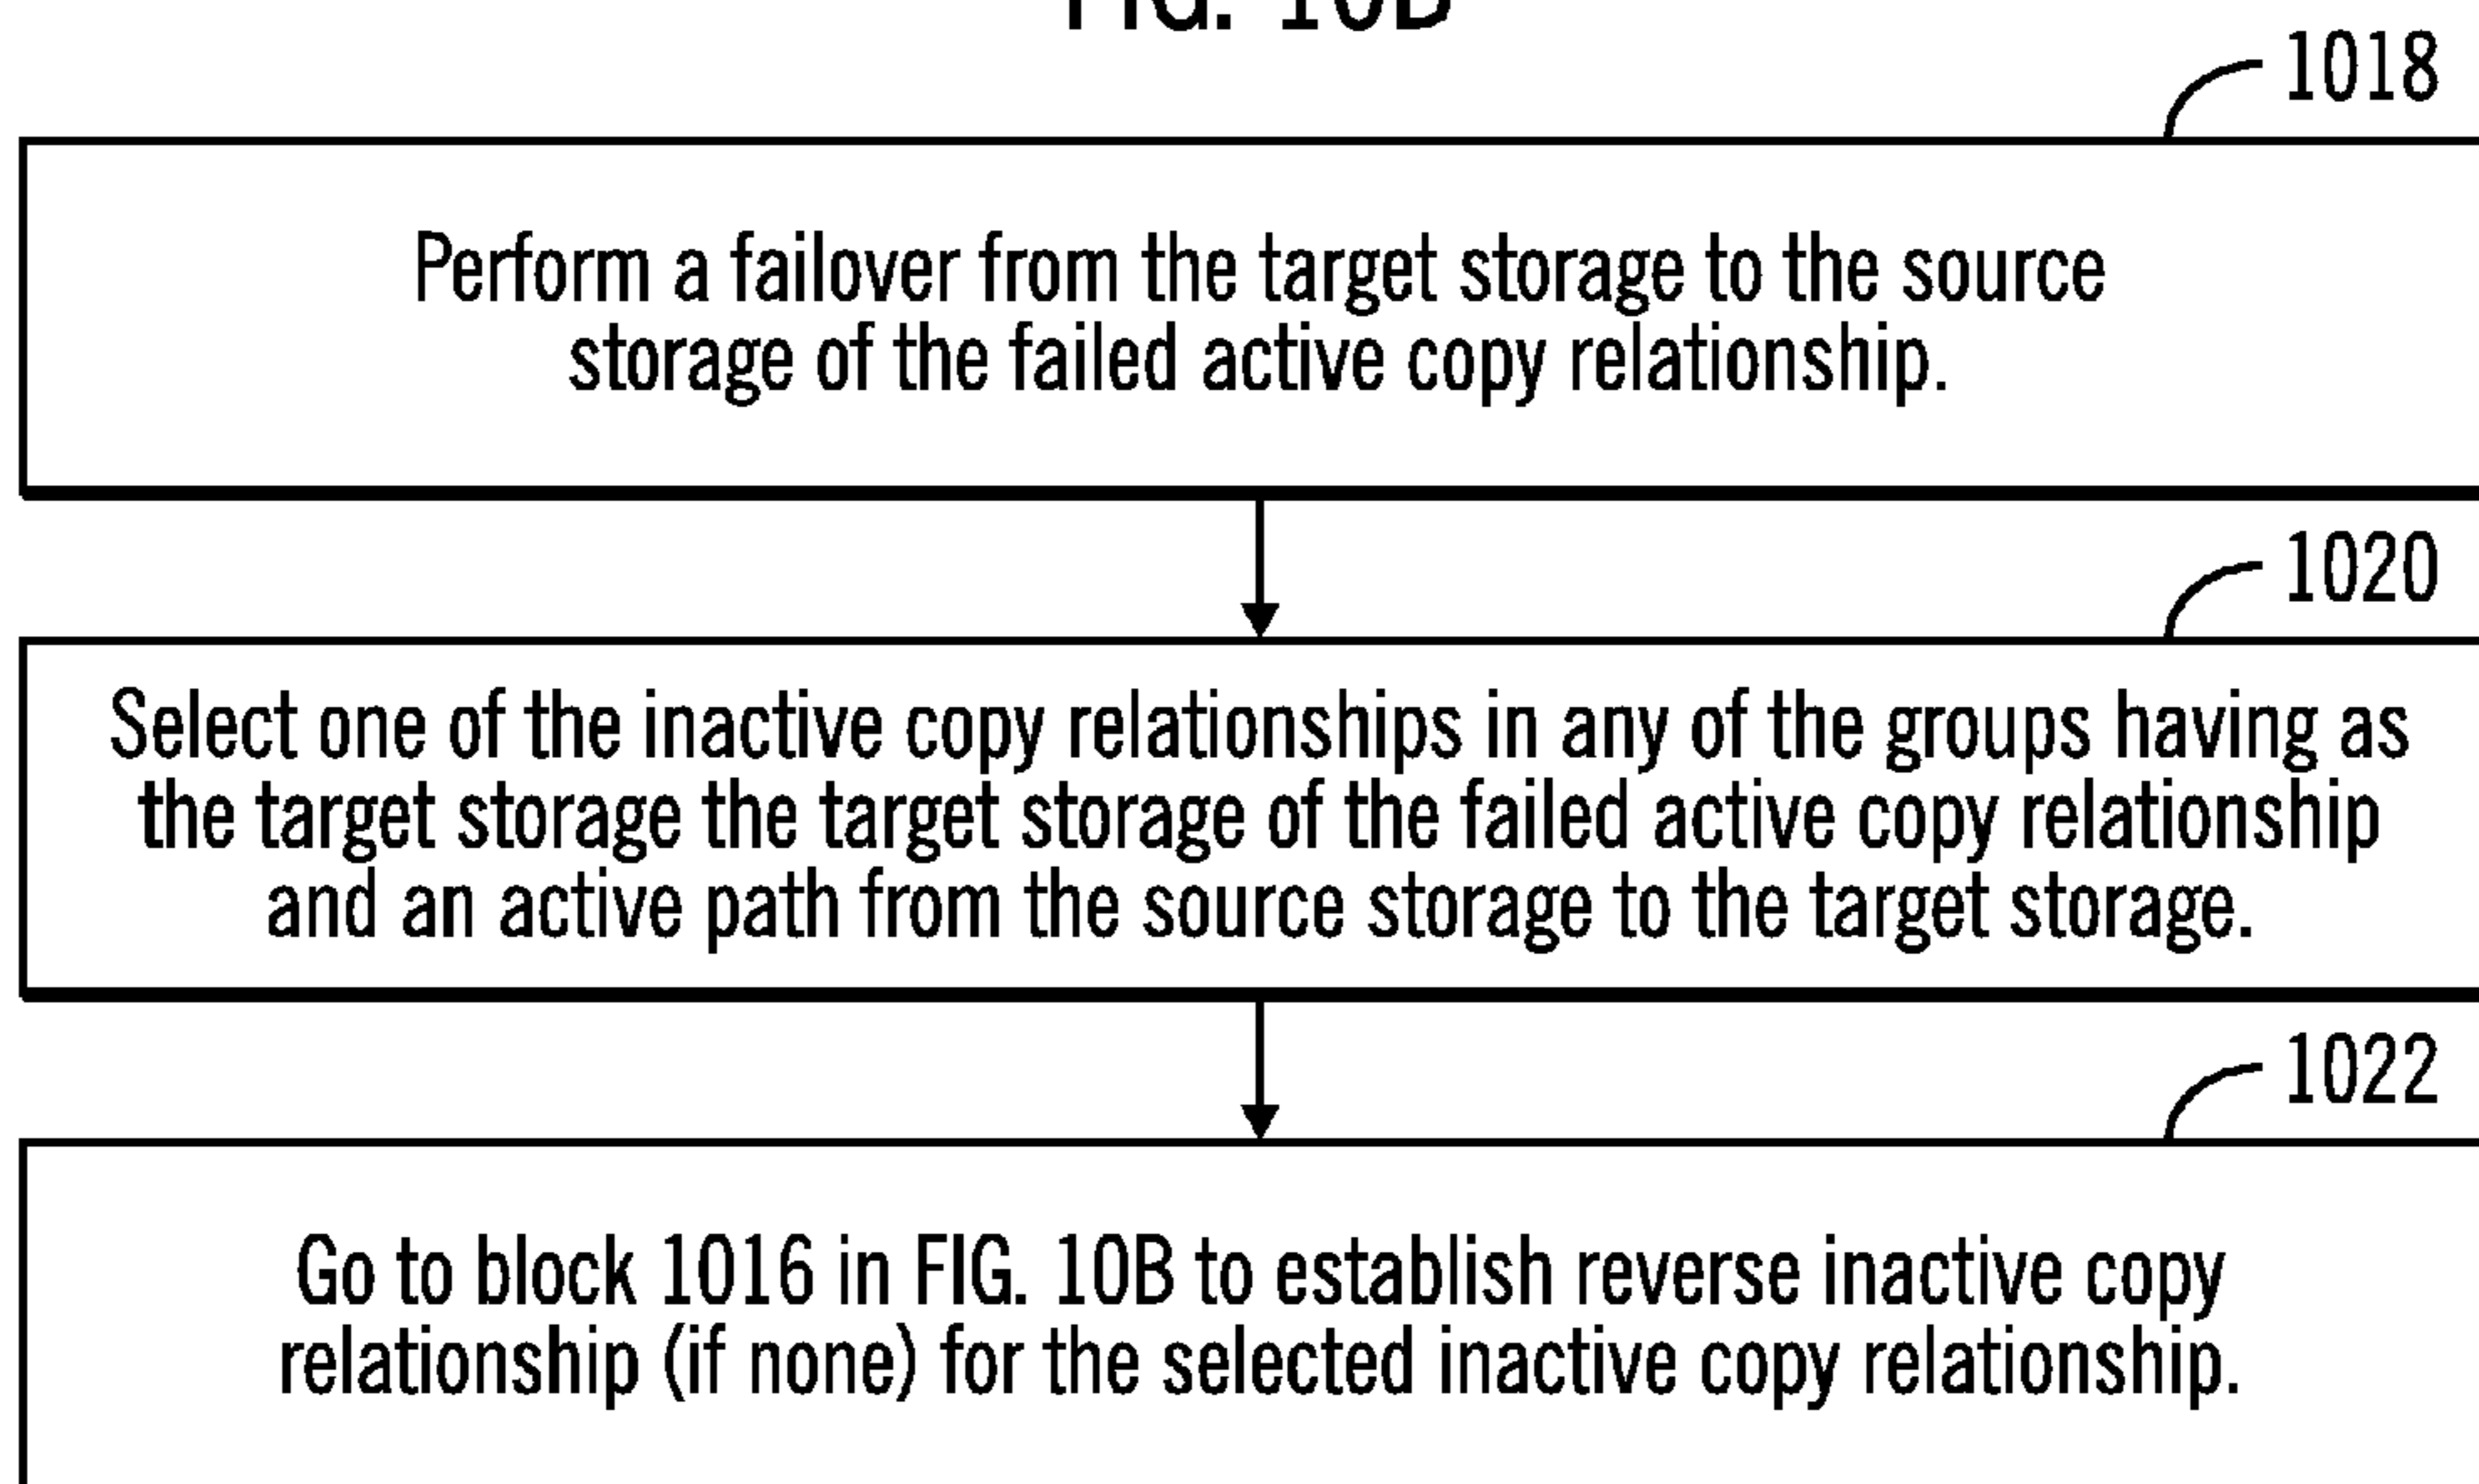 FIG. 10B
1018
Perform a failover from the target storage to the source
storage of the failed active copy relationship.
1020
Select one of the inactive copy relationships in any of the groups having as
the target storage the target storage of the failed active copy relationship
and an active path from the source storage to the target storage.
1022
Go to block 1016 in FIG. 10B to establish reverse inactive copy
relationship (if none) for the selected inactive copy relationship.